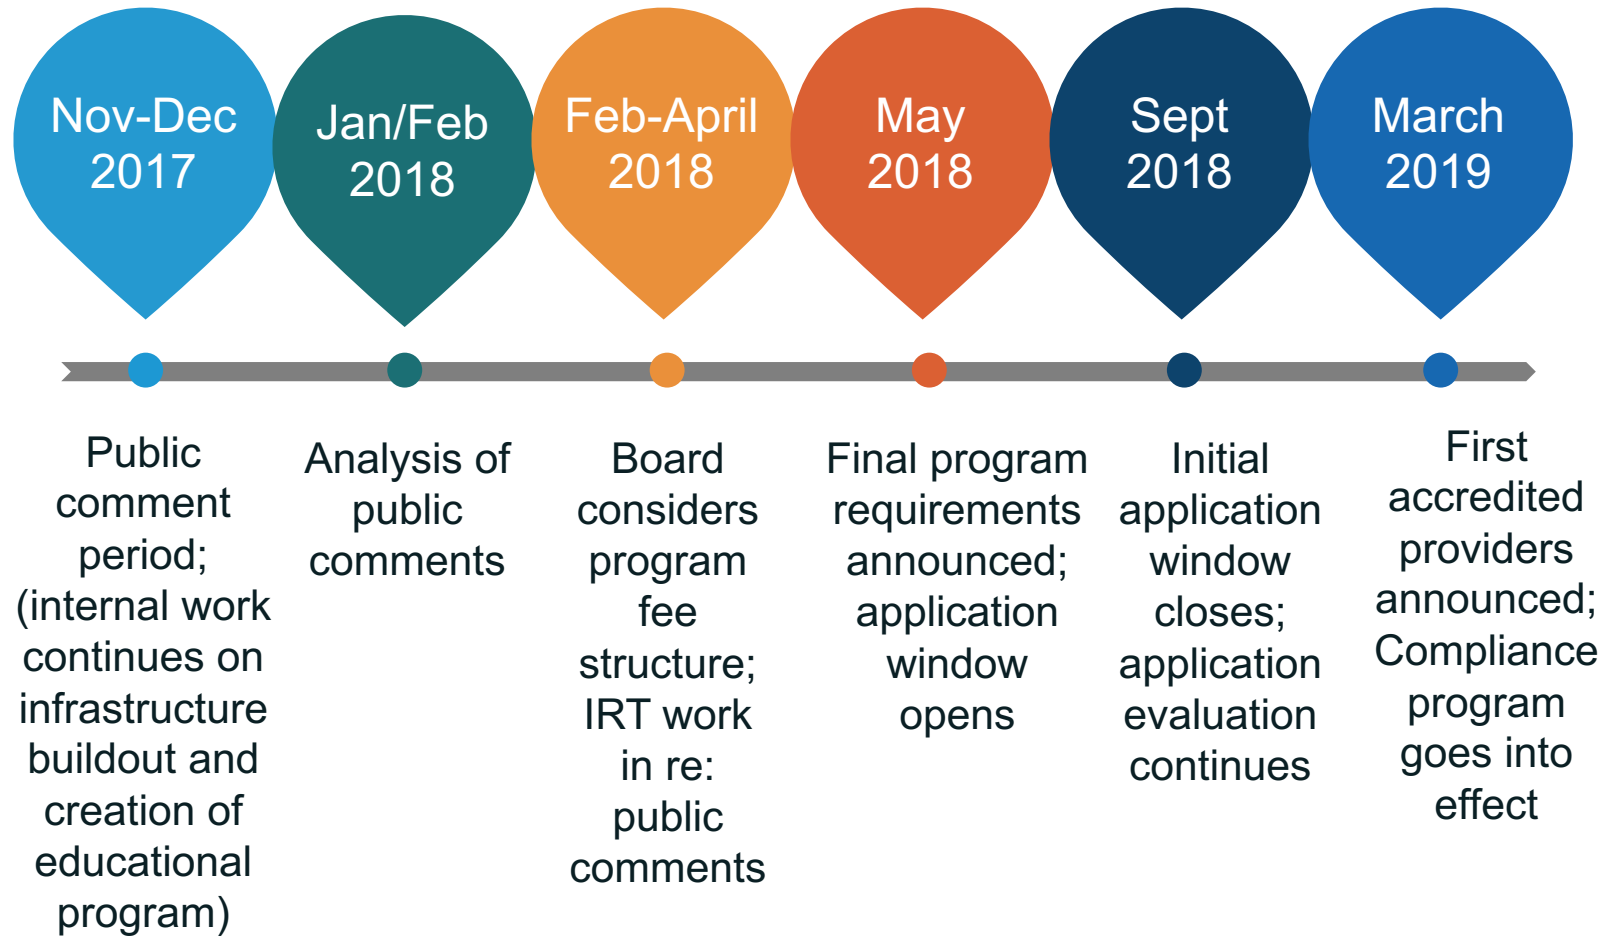 Nov-Dec
2017
Jan/Feb
2018
Feb-April
2018
May
2018
Sept
2018
March
2019
Public
comment
period;
(internal work
continues on
infrastructure
buildout and
creation of
educational
program)
Analysis of
public
comments
Board
considers
program
fee
structure;
IRT work
in re:
public
comments
Final program
requirements
announced;
application
window
opens
Initial
application
window
closes;
application
evaluation
continues
First
accredited
providers
announced;
Compliance
program
goes into
effect